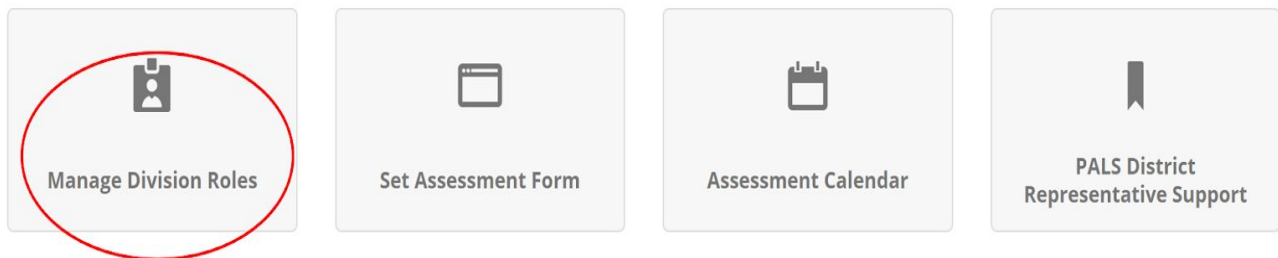 Manage Division Roles
Set Assessment Form
Assessment Calendar
PALS District
Representative Support